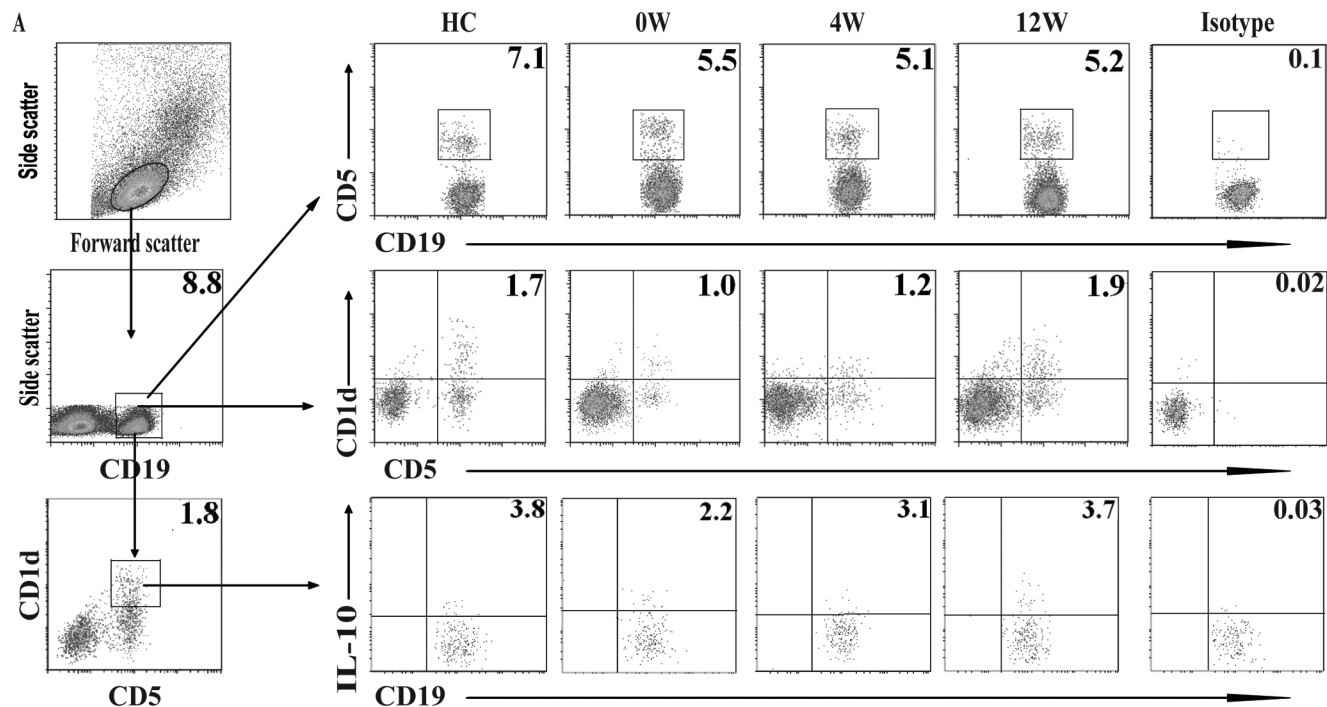 A
HC 0W 4W 12W Isotype
Side scatter
Forward scatter
7.1 5.5 5.1 5.2 0.1
CD5
CD19
Side scatter
8.8
CD19
1.7 1.0 1.2 1.9 0.02
CD1d
CD5
CD1d
1.8
CD5
3.8 2.2 3.1 3.7 0.03
IL-10
CD19